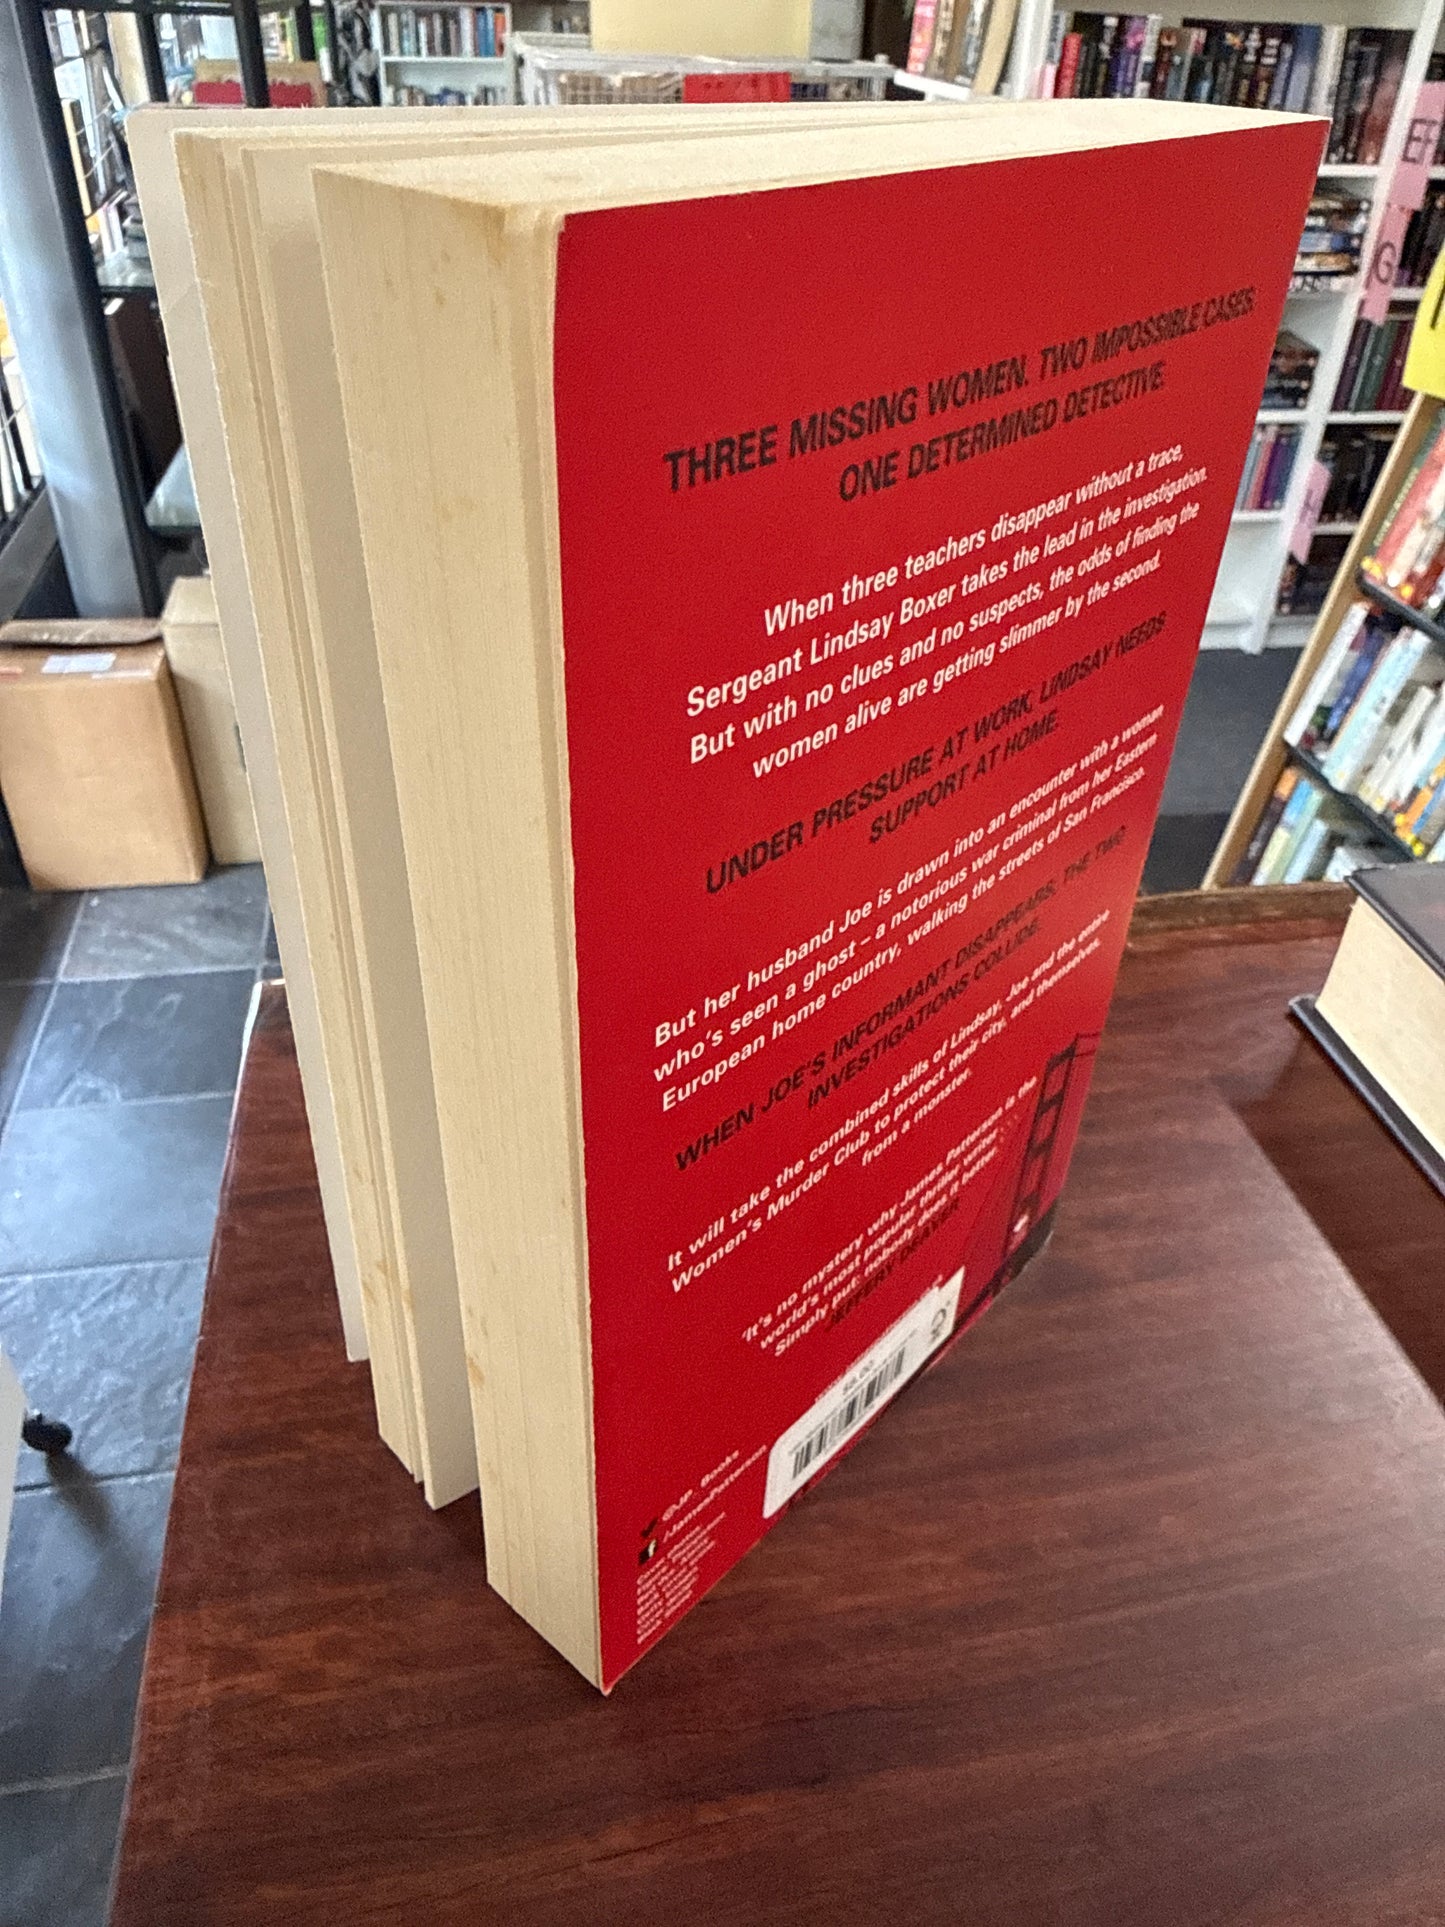 THREE MISSING WOMEN. TWO IMPOSSIBLE CASES.
ONE DETERMINED DETECTIVE
When three teachers disappear without a trace,
Sergeant Lindsay Boxer takes the lead in the investigation.
But with no clues and no suspects, the odds of finding the
women alive are getting slimmer by the second.
UNDER PRESSURE AT WORK, LINDSAY NEEDS
SUPPORT AT HOME.
But her husband Joe is drawn into an encounter with a woman
who's seen a ghost – a notorious war criminal from her Eastern
European home country, walking the streets of San Francisco.
WHEN JOE'S INFORMANT DISAPPEARS, THE TWO
INVESTIGATIONS COLLIDE.
It will take the combined skills of Lindsay, Joe and the entire
Women's Murder Club to protect their city, and themselves,
from a monster.
'It's no mystery why James Patterson is the
world's most popular thriller writer . . .
Simply put: nobody does it better.'
JEFFERY DEAVER
$6.00
@JP_Books
f /JamesPatterson
EF
G
H